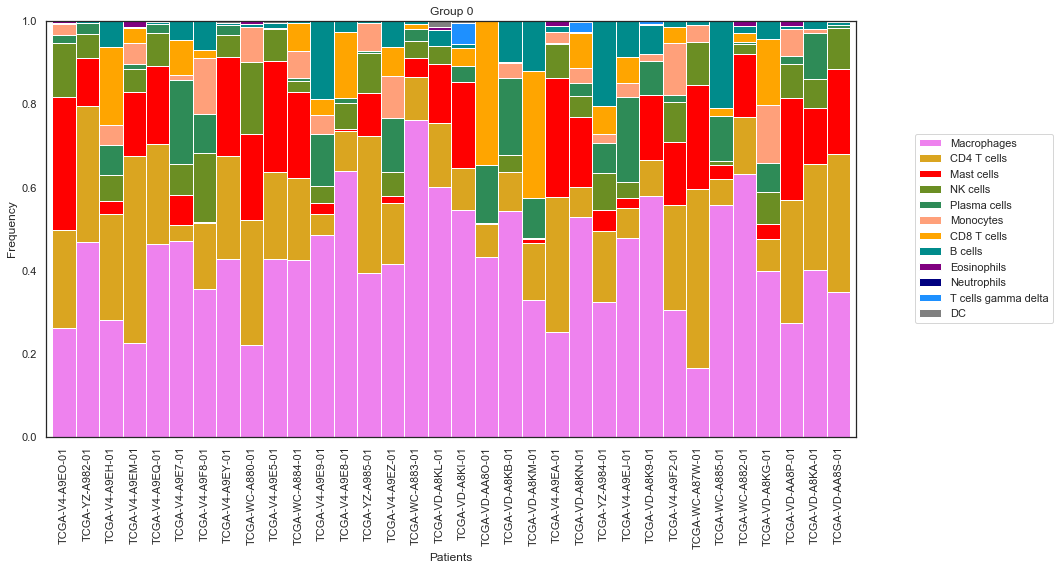 Group 0
Frequency
1.0
0.8
0.6
0.4
0.2
0.0
TCGA-V4-A9EO-01
TCGA-YZ-A982-01
TCGA-V4-A9EH-01
TCGA-V4-A9EM-01
TCGA-V4-A9EQ-01
TCGA-V4-A9E7-01
TCGA-V4-A9F8-01
TCGA-V4-A9EY-01
TCGA-WC-A880-01
TCGA-V4-A9E5-01
TCGA-WC-A884-01
TCGA-V4-A9E9-01
TCGA-V4-A9E8-01
TCGA-YZ-A985-01
TCGA-V4-A9EZ-01
TCGA-WC-A883-01
TCGA-VD-A8KL-01
TCGA-VD-A8KI-01
TCGA-VD-AA8O-01
TCGA-VD-A8KB-01
TCGA-VD-A8KM-01
TCGA-V4-A9EA-01
TCGA-VD-A8KN-01
TCGA-YZ-A984-01
TCGA-V4-A9EJ-01
TCGA-VD-A8K9-01
TCGA-V4-A9F2-01
TCGA-WC-A87W-01
TCGA-WC-A885-01
TCGA-WC-A882-01
TCGA-VD-A8KG-01
TCGA-VD-AA8P-01
TCGA-VD-A8KA-01
TCGA-VD-AA8S-01
Patients
Macrophages
CD4 T cells
Mast cells
NK cells
Plasma cells
Monocytes
CD8 T cells
B cells
Eosinophils
Neutrophils
T cells gamma delta
DC